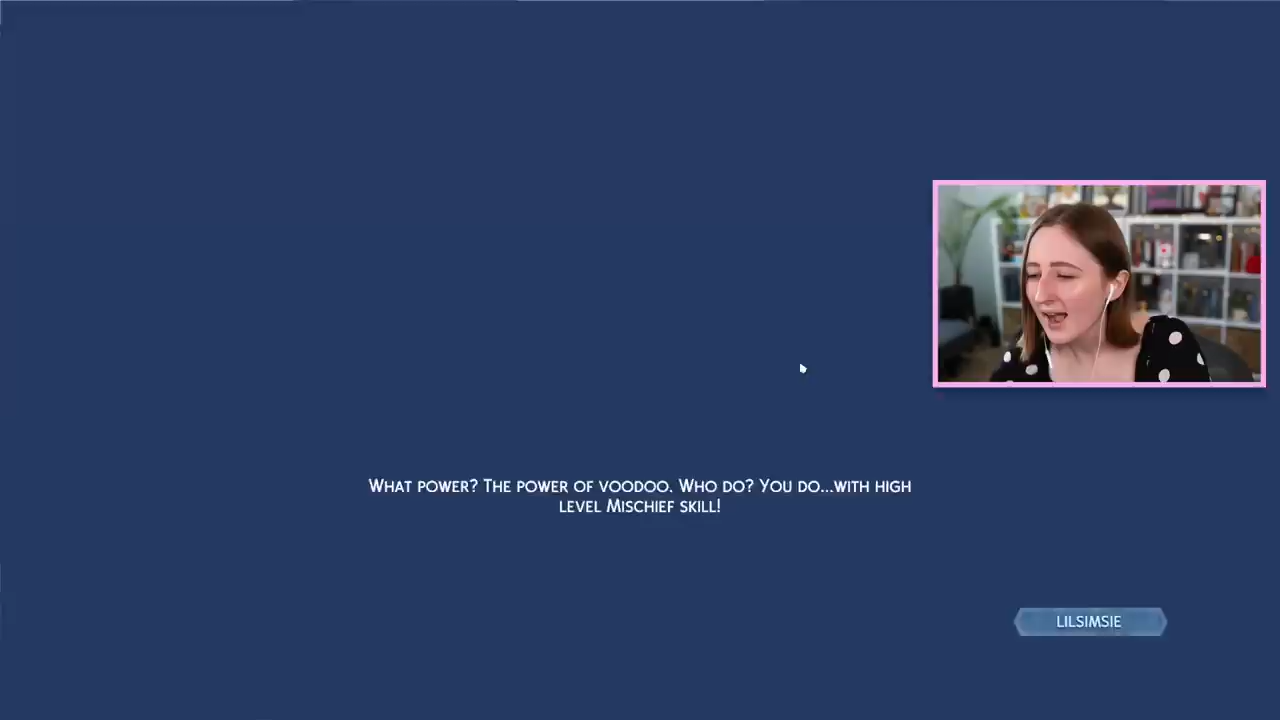 What power? The power of voodoo. Who do? You do...with high
level Mischief skill!
LILSIMSIE